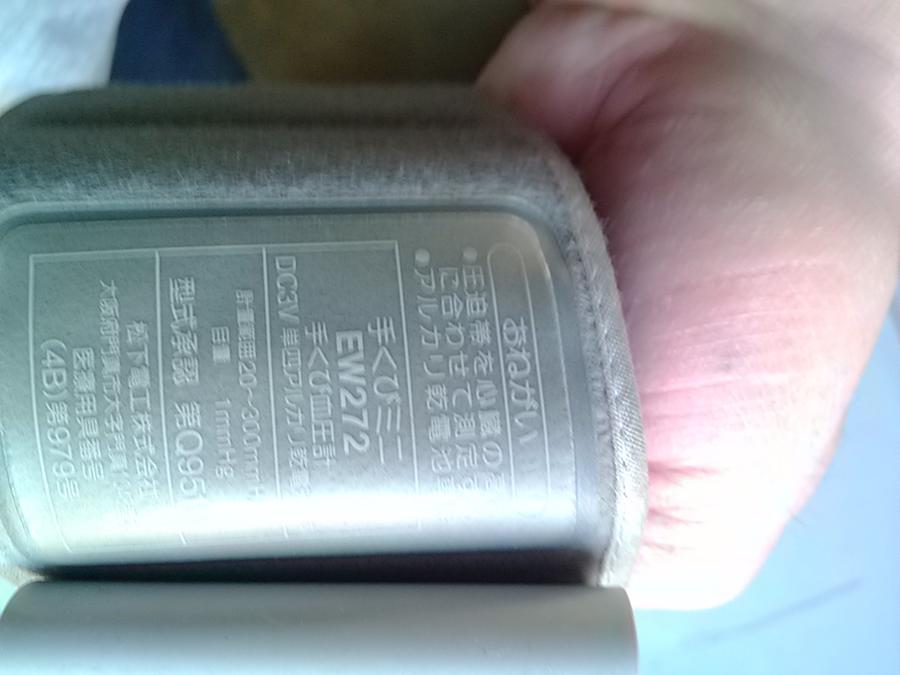 おねがい
●圧迫帯を心臓の
に合わせて測定
●アルカリ乾電池
手くびミニ
EW272
手くび血圧計
DC3V 単四アルカリ乾電
計量範囲20~300mmH
目量 1mmHg
型式承認 第Q95
松下電工株式会社
大阪府門真市大字門真
医療用具番号
(4B)第979号